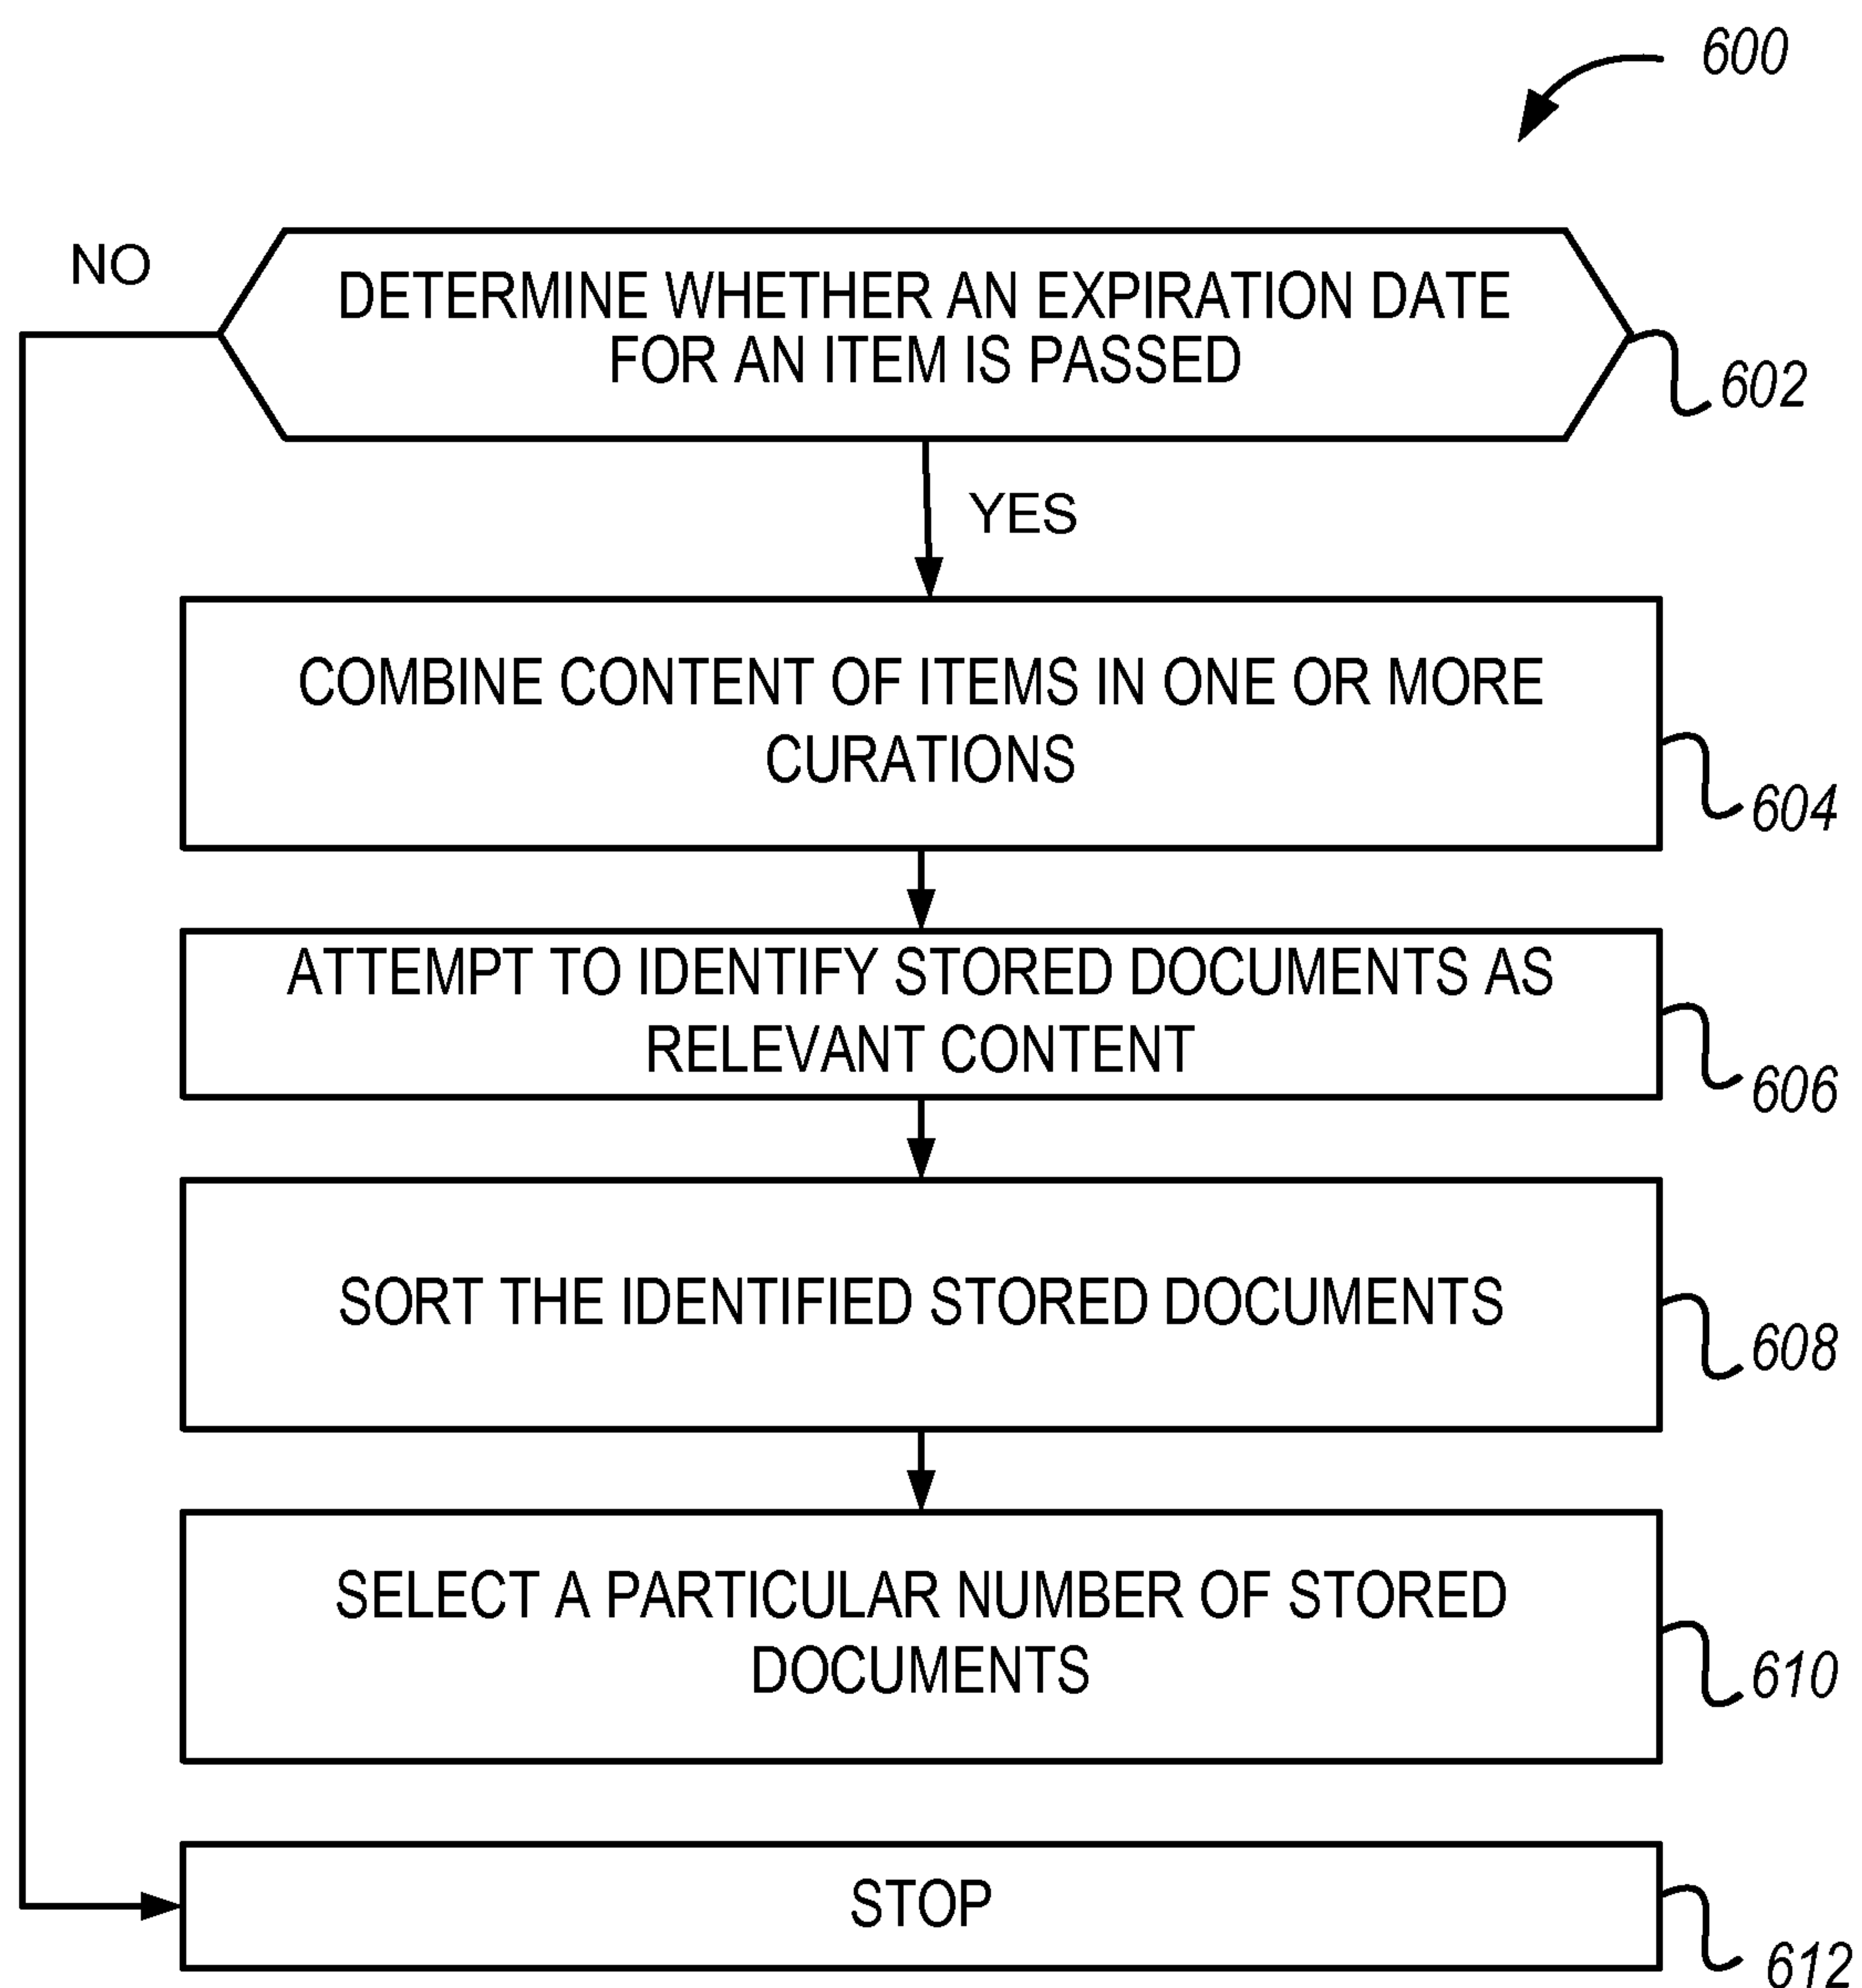 600
NO
DETERMINE WHETHER AN EXPIRATION DATE
FOR AN ITEM IS PASSED
602
YES
COMBINE CONTENT OF ITEMS IN ONE OR MORE
CURATIONS
604
ATTEMPT TO IDENTIFY STORED DOCUMENTS AS
RELEVANT CONTENT
606
SORT THE IDENTIFIED STORED DOCUMENTS
608
SELECT A PARTICULAR NUMBER OF STORED
DOCUMENTS
610
STOP
612